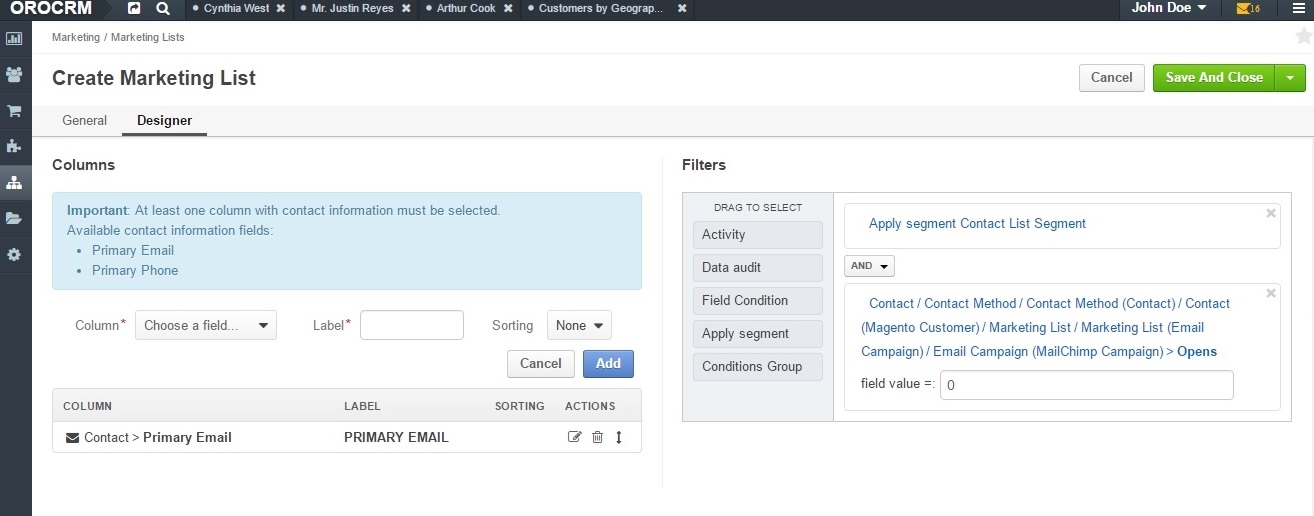 OROCRM
Cynthia West
Mr. Justin Reyes
Arthur Cook
Customers by Geograp...
John Doe
16
Marketing / Marketing Lists
Create Marketing List
Cancel
Save And Close
General
Designer
Columns
Important: At least one column with contact information must be selected.
Available contact information fields:
• Primary Email
• Primary Phone
Column*
Choose a field...
Label*
Sorting
None
Cancel
Add
COLUMN LABEL SORTING ACTIONS
Contact > Primary Email PRIMARY EMAIL
Filters
DRAG TO SELECT
Activity
Data audit
Field Condition
Apply segment
Conditions Group
Apply segment Contact List Segment
AND
Contact / Contact Method / Contact Method (Contact) / Contact
(Magento Customer) / Marketing List / Marketing List (Email
Campaign) / Email Campaign (MailChimp Campaign) > Opens
field value =: 0